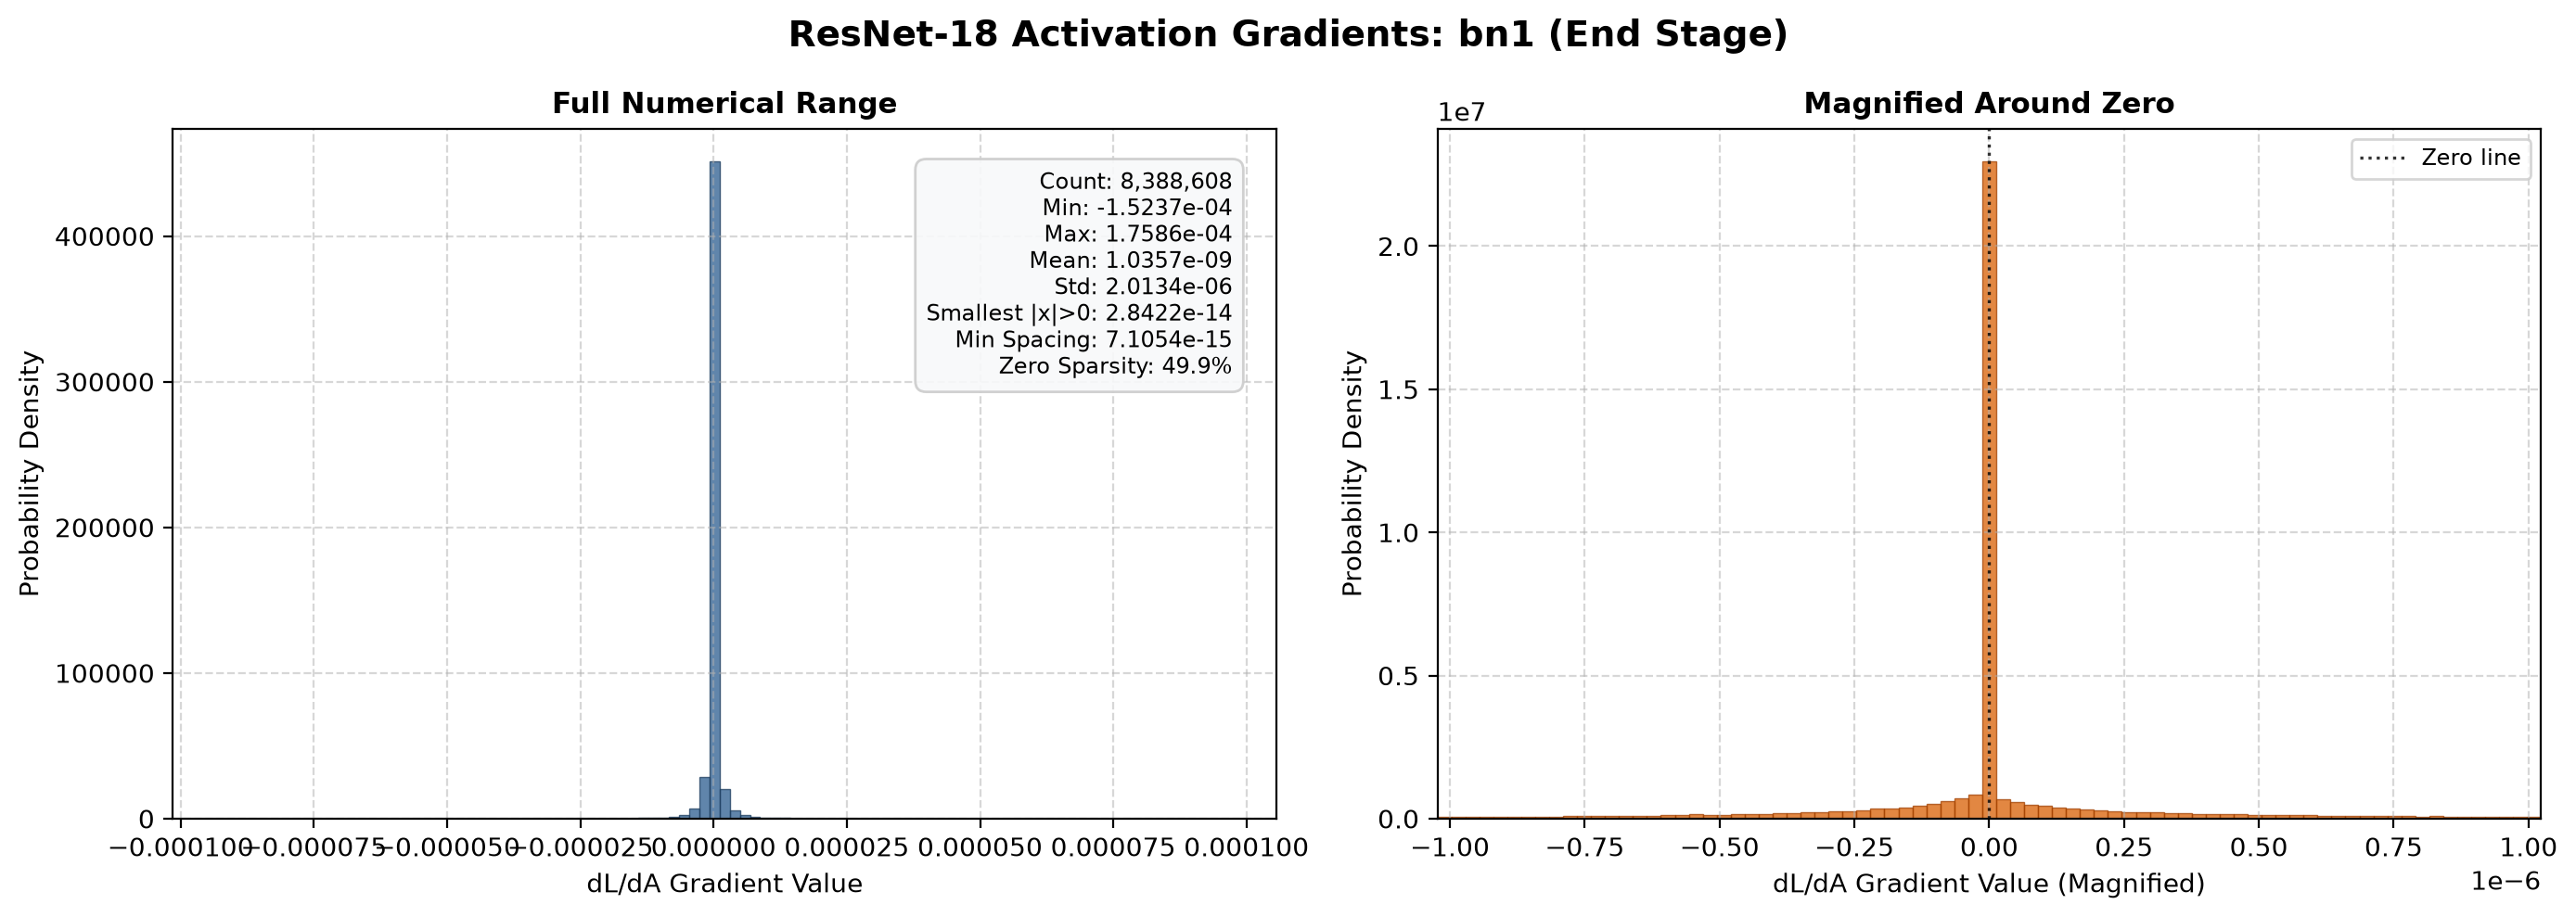 ResNet-18 Activation Gradients: bn1 (End Stage)
Full Numerical Range
Probability Density
400000
300000
200000
100000
0
Count: 8,388,608
Min: -1.5237e-04
Max: 1.7586e-04
Mean: 1.0357e-09
Std: 2.0134e-06
Smallest |x|>0: 2.8422e-14
Min Spacing: 7.1054e-15
Zero Sparsity: 49.9%
−0.000100 −0.000075 −0.000050 −0.000025 0.000000 0.000025 0.000050 0.000075 0.000100
dL/dA Gradient Value
Magnified Around Zero
1e7
Probability Density
2.0
1.5
1.0
0.5
0.0
Zero line
−1.00 −0.75 −0.50 −0.25 0.00 0.25 0.50 0.75 1.00
1e−6
dL/dA Gradient Value (Magnified)